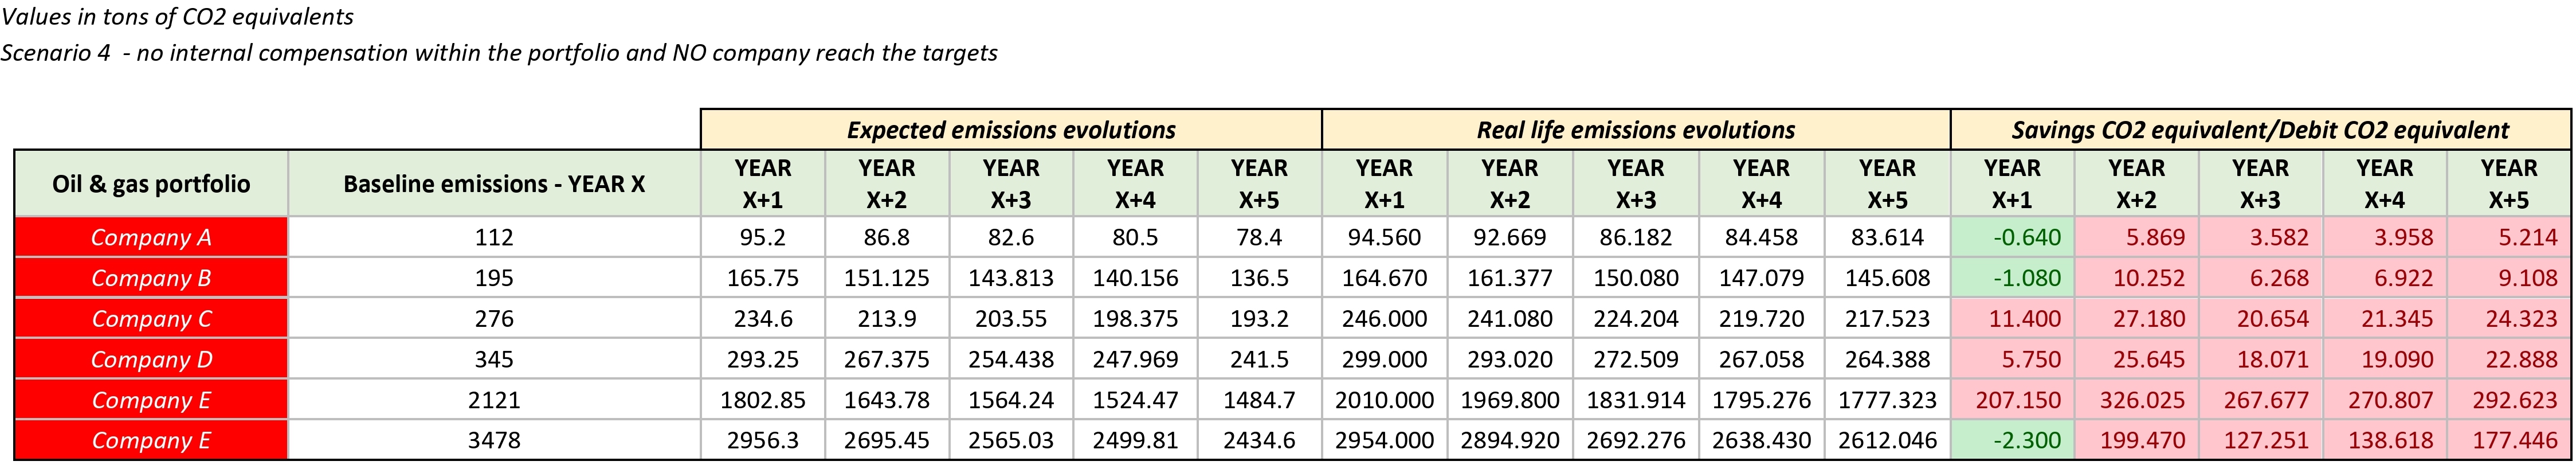 Values in tons of CO2 equivalents
Scenario 4 - no internal compensation within the portfolio and NO company reach the targets
Expected emissions evolutions Real life emissions evolutions Savings CO2 equivalent/Debit CO2 equivalent
Oil & gas portfolio Baseline emissions - YEAR X YEAR X+1 YEAR X+2 YEAR X+3 YEAR X+4 YEAR X+5 YEAR X+1 YEAR X+2 YEAR X+3 YEAR X+4 YEAR X+5 YEAR X+1 YEAR X+2 YEAR X+3 YEAR X+4 YEAR X+5
Company A 112 95.2 86.8 82.6 80.5 78.4 94.560 92.669 86.182 84.458 83.614 -0.640 5.869 3.582 3.958 5.214
Company B 195 165.75 151.125 143.813 140.156 136.5 164.670 161.377 150.080 147.079 145.608 -1.080 10.252 6.268 6.922 9.108
Company C 276 234.6 213.9 203.55 198.375 193.2 246.000 241.080 224.204 219.720 217.523 11.400 27.180 20.654 21.345 24.323
Company D 345 293.25 267.375 254.438 247.969 241.5 299.000 293.020 272.509 267.058 264.388 5.750 25.645 18.071 19.090 22.888
Company E 2121 1802.85 1643.78 1564.24 1524.47 1484.7 2010.000 1969.800 1831.914 1795.276 1777.323 207.150 326.025 267.677 270.807 292.623
Company E 3478 2956.3 2695.45 2565.03 2499.81 2434.6 2954.000 2894.920 2692.276 2638.430 2612.046 -2.300 199.470 127.251 138.618 177.446